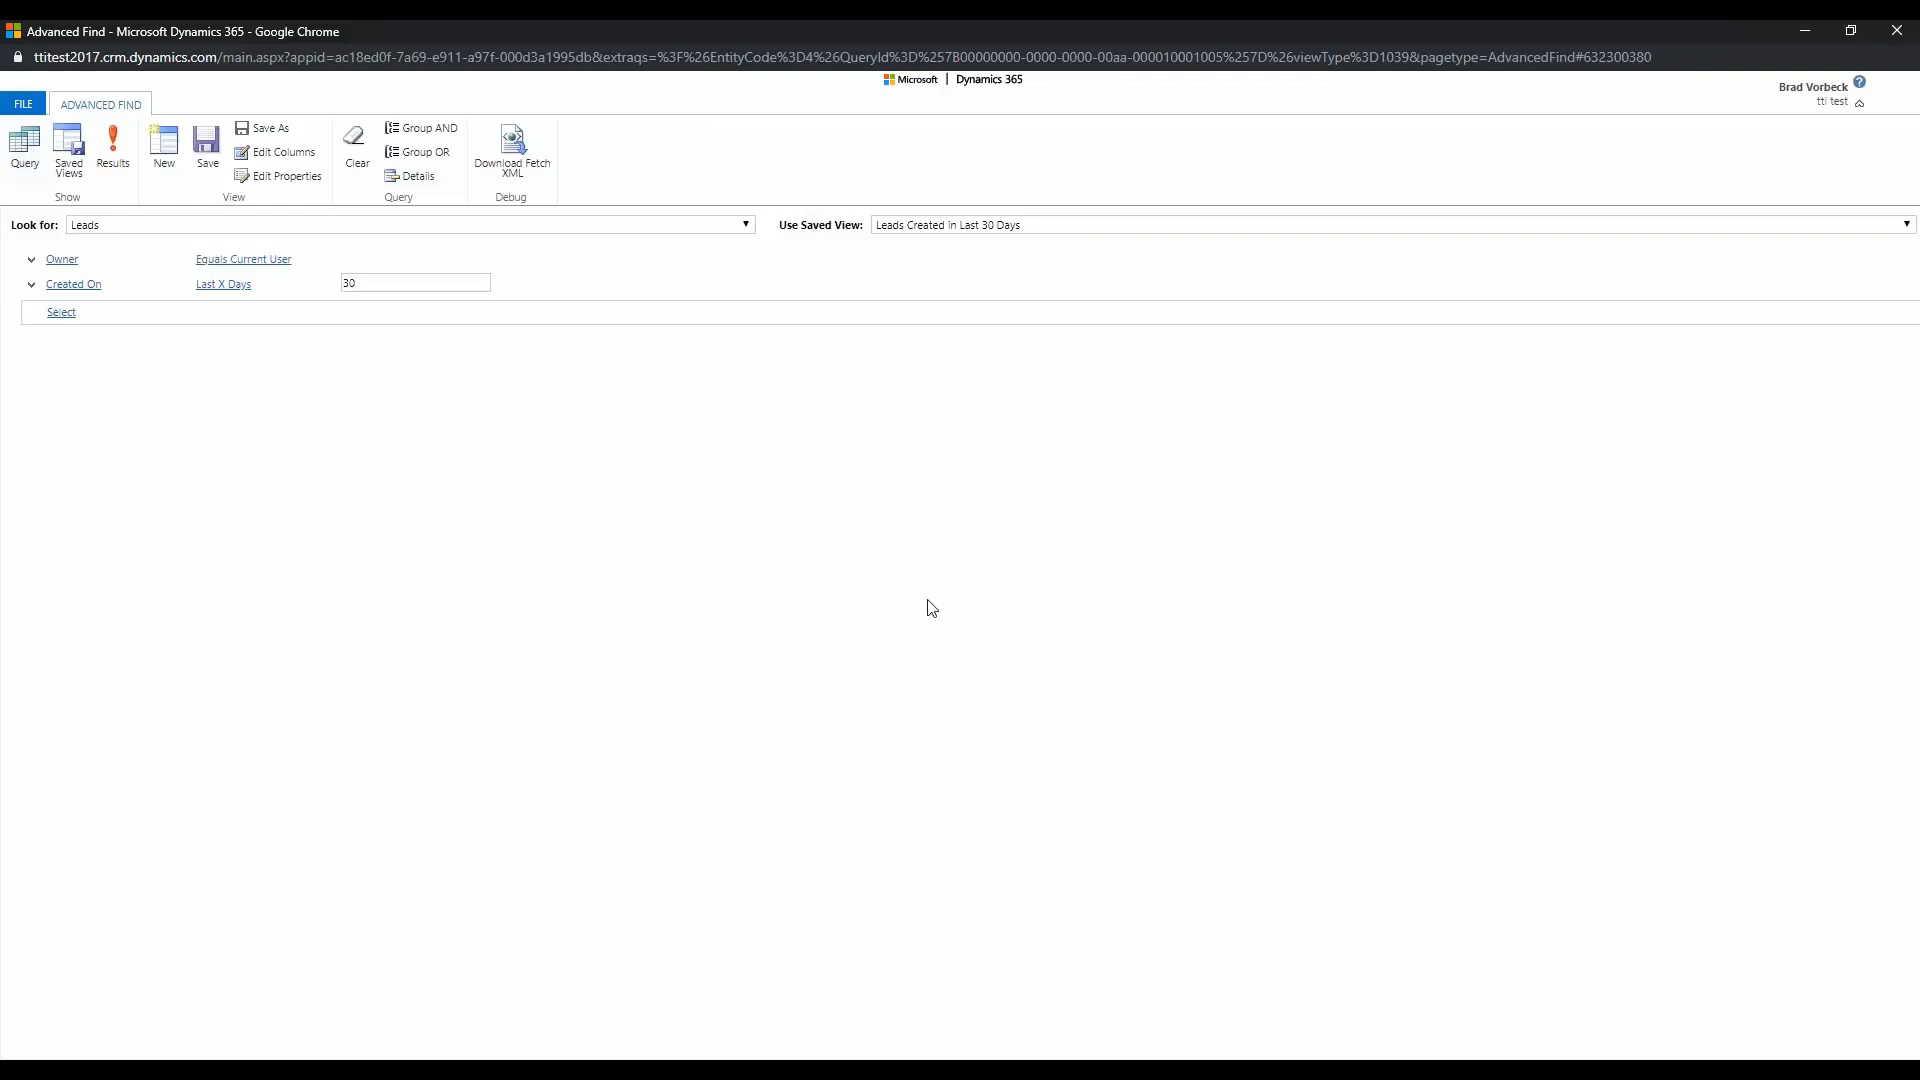 Advanced Find - Microsoft Dynamics 365 - Google Chrome
ttitest2017.crm.dynamics.com/main.aspx?appid=ac18ed0f-7a69-e911-a97f-000d3a1995db&extraqs=%3F%26EntityCode%3D4%26QueryId%3D%257B00000000-0000-0000-00aa-000010001005%257D%26viewType%3D1039&pagetype=AdvancedFind#632300380
Microsoft | Dynamics 365
Brad Vorbeck ?
tti test
FILE ADVANCED FIND
Query Saved Views Results
Show
New Save Save As
Edit Columns
Edit Properties
View
Clear Group AND
Group OR
Details
Query
Download Fetch XML
Debug
Look for: Leads Use Saved View: Leads Created in Last 30 Days
Owner Equals Current User
Created On Last X Days 30
Select